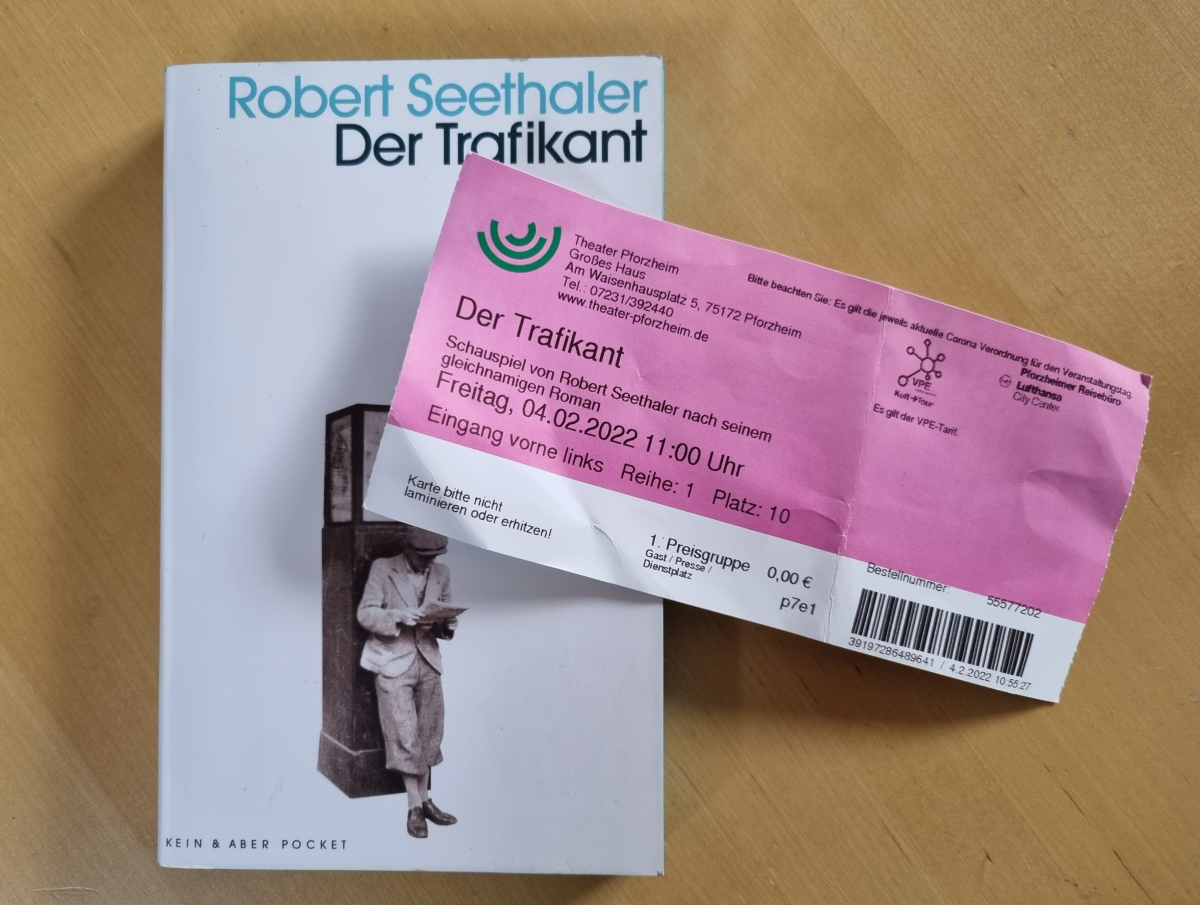 Robert Seethaler
Der Trafikant
KEIN & ABER POCKET
Theater Pforzheim
Großes Haus
Am Waisenhausplatz 5, 75172 Pforzheim
Tel.: 07231/392440
www.theater-pforzheim.de
Bitte beachten Sie: Es gilt die jeweils aktuelle Corona Verordnung für den Veranstaltungstag.
Der Trafikant
Schauspiel von Robert Seethaler nach seinem
gleichnamigen Roman
Freitag, 04.02.2022 11:00 Uhr
Eingang vorne links Reihe: 1 Platz: 10
VPE
Kult→Tour
Es gilt der VPE-Tarif.
Pforzheimer Reisebüro
Lufthansa
City Center
Karte bitte nicht
laminieren oder erhitzen!
1. Preisgruppe 0,00 €
Gast / Presse /
Dienstplatz
p7e1
Bestellnummer: 55577202
39197286489641 / 4.2.2022 10:55:27